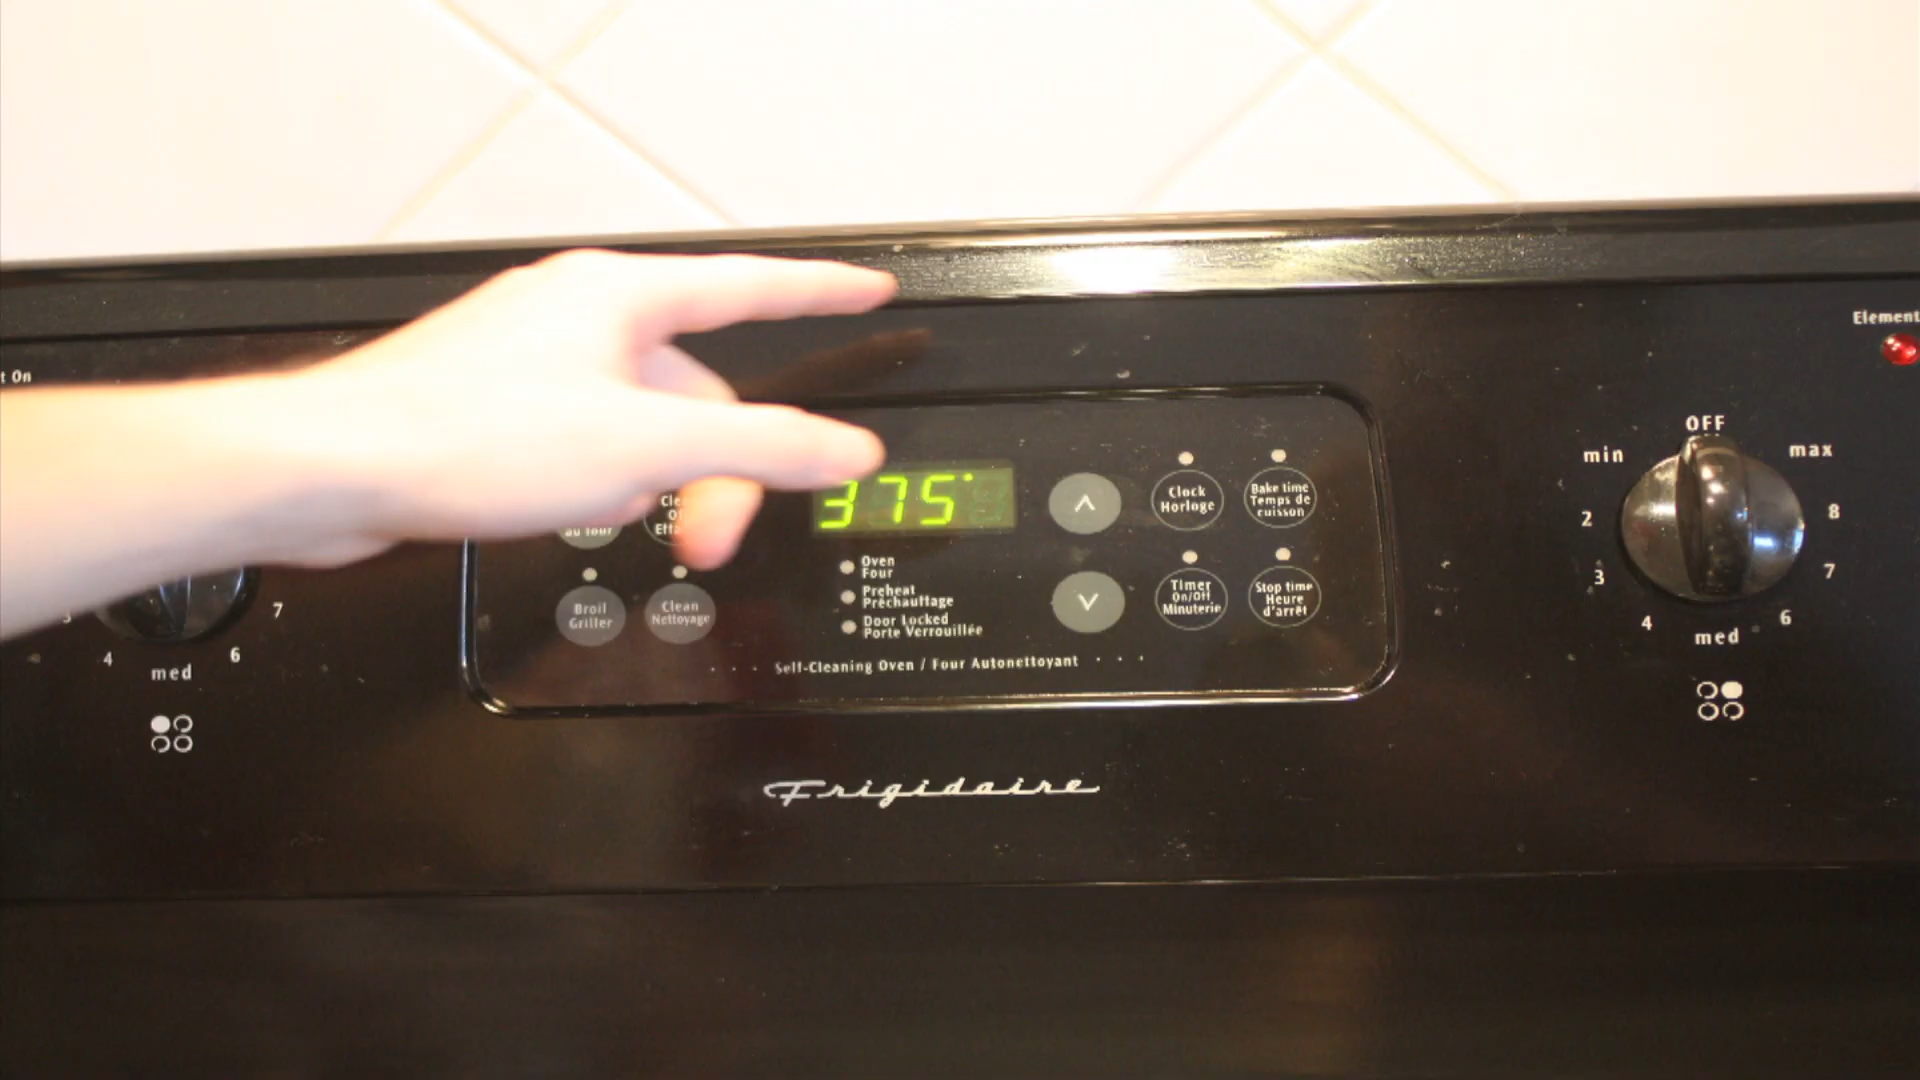 Element
t On
OFF
min
max
2
8
3
7
4
6
med
375°
Clock
Horloge
Bake time
Temps de
cuisson
au four
Oven
Four
Preheat
Préchauffage
Door Locked
Porte Verrouillée
Broil
Griller
Clean
Nettoyage
Timer
On/Off
Minuterie
Stop time
Heure
d'arrêt
Self-Cleaning Oven / Four Autonettoyant
7
4
6
med
Frigidaire